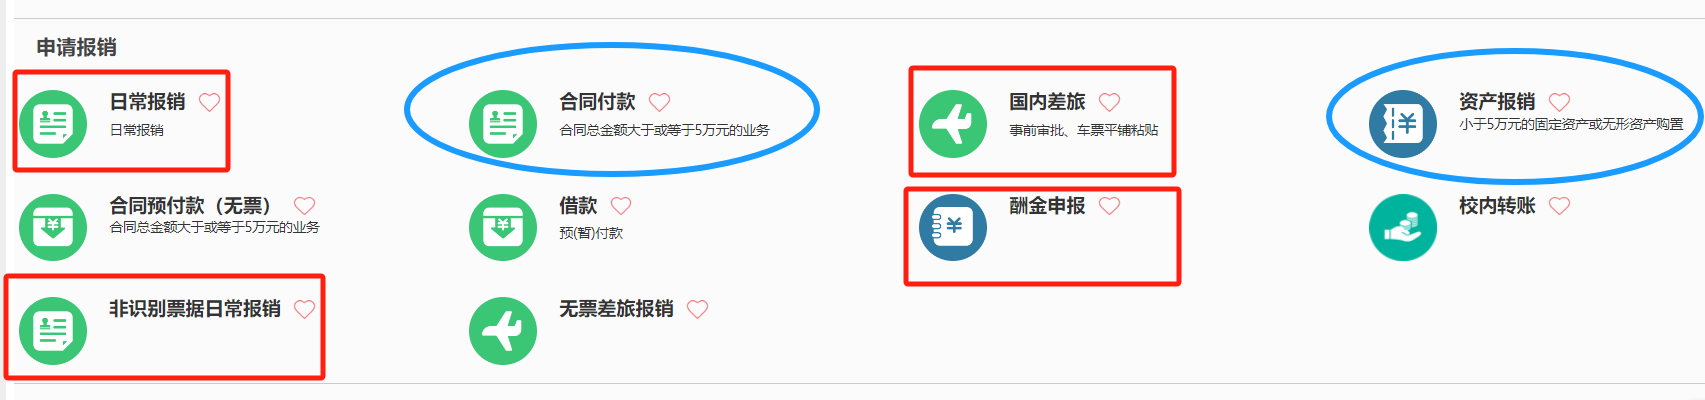 申请报销
日常报销
日常报销
合同付款
合同总金额大于或等于5万元的业务
国内差旅
事前审批、车票平铺粘贴
资产报销
小于5万元的固定资产或无形资产购置
合同预付款（无票）
合同总金额大于或等于5万元的业务
借款
预(暂)付款
酬金申报
校内转账
非识别票据日常报销
无票差旅报销